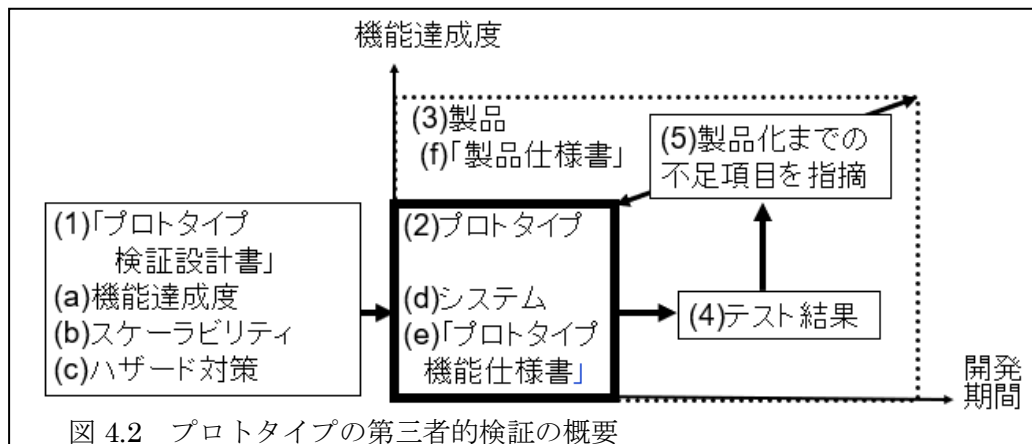 機能達成度
(3)製品
(f)「製品仕様書」
(5)製品化までの
不足項目を指摘
(1)「プロトタイプ
検証設計書」
(a)機能達成度
(b)スケーラビリティ
(c)ハザード対策
(2)プロトタイプ
(d)システム
(e)「プロトタイプ
機能仕様書」
(4)テスト結果
開発
期間
図 4.2　プロトタイプの第三者的検証の概要